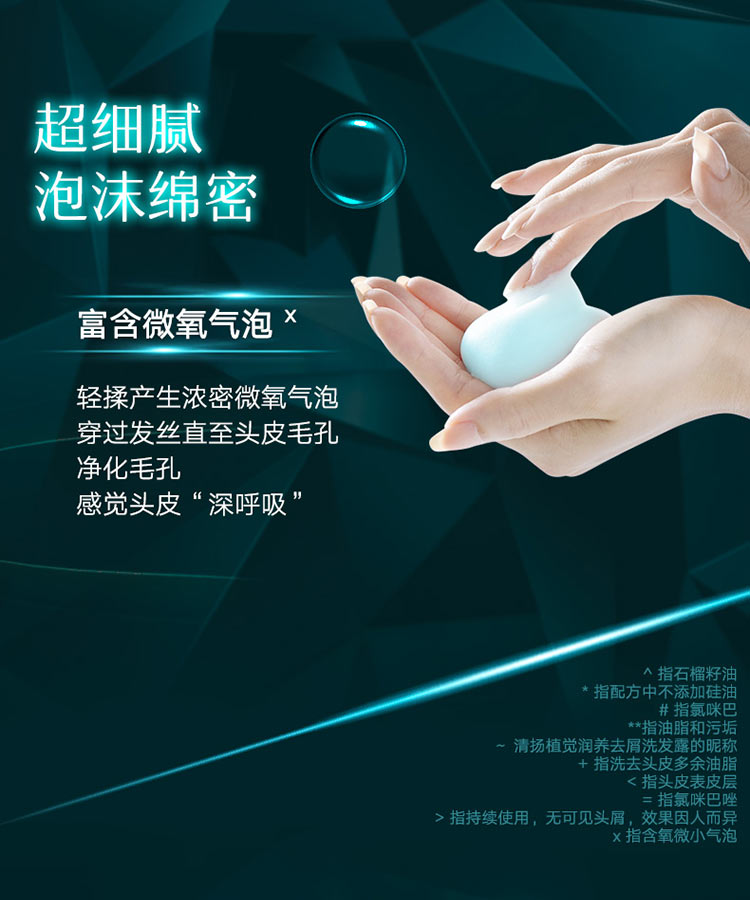 超细腻
泡沫绵密
富含微氧气泡 x
轻揉产生浓密微氧气泡
穿过发丝直至头皮毛孔
净化毛孔
感觉头皮“深呼吸”
^ 指石榴籽油
* 指配方中不添加硅油
# 指氯咪巴
**指油脂和污垢
~ 清扬植觉润养去屑洗发露的昵称
+ 指洗去头皮多余油脂
< 指头皮表皮层
= 指氯咪巴唑
> 指持续使用，无可见头屑，效果因人而异
x 指含氧微小气泡